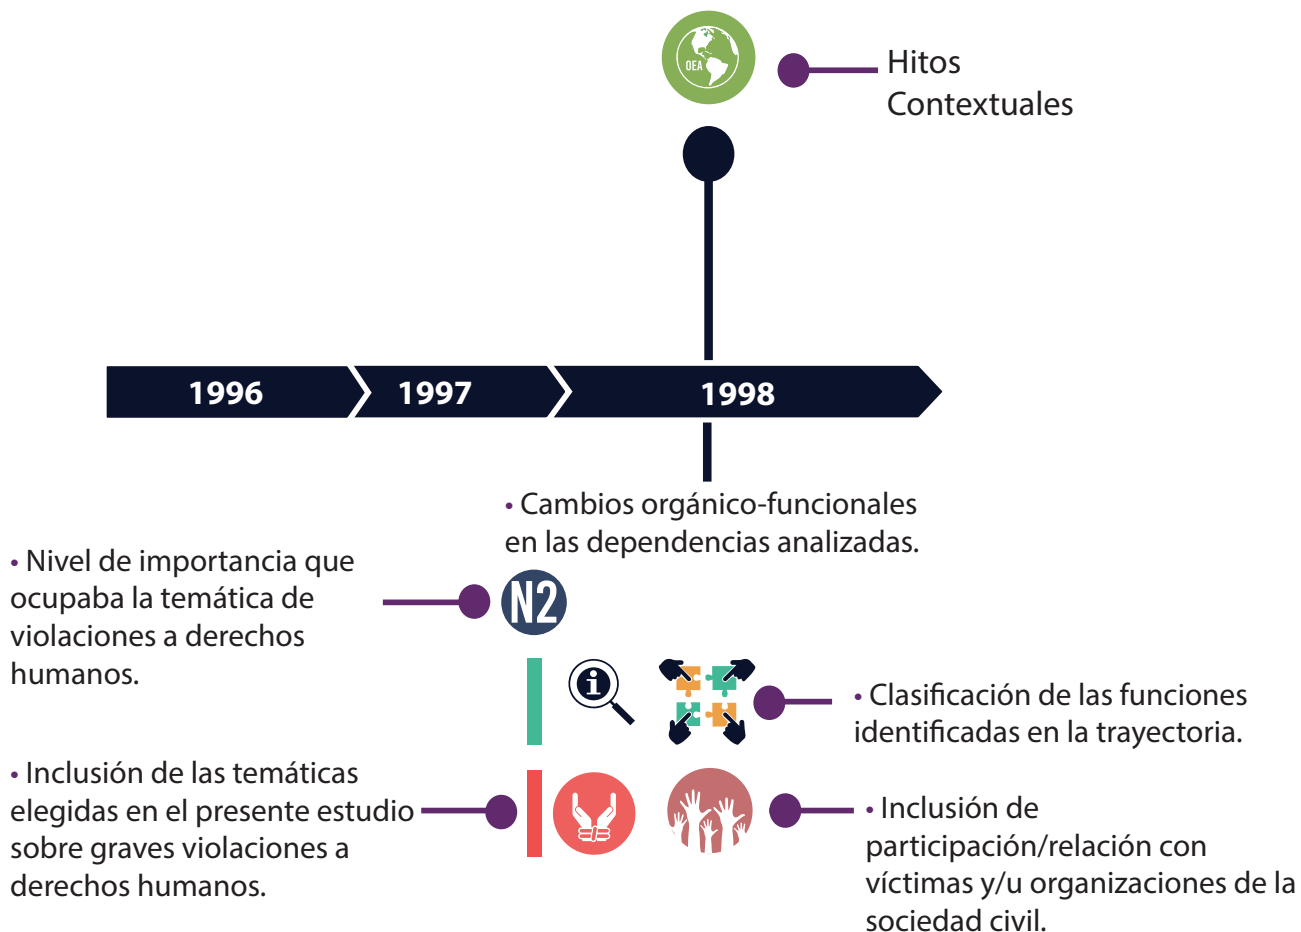 OEA
Hitos
Contextuales
1996
1997
1998
• Cambios orgánico-funcionales
en las dependencias analizadas.
• Nivel de importancia que
ocupaba la temática de
violaciones a derechos
humanos.
N2
i
• Clasificación de las funciones
identificadas en la trayectoria.
• Inclusión de las temáticas
elegidas en el presente estudio
sobre graves violaciones a
derechos humanos.
• Inclusión de
participación/relación con
víctimas y/u organizaciones de la
sociedad civil.